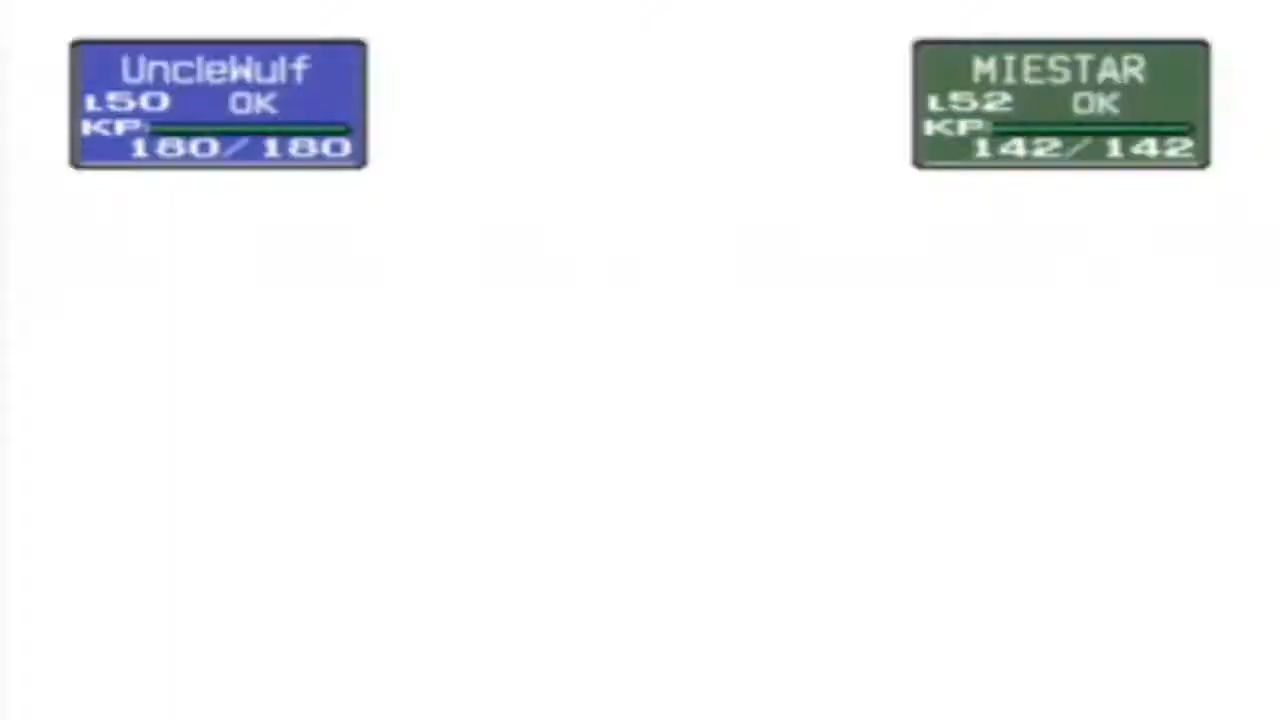 UncleWulf
L50 OK
KP:
180/180
MIESTAR
L52 OK
KP:
142/142